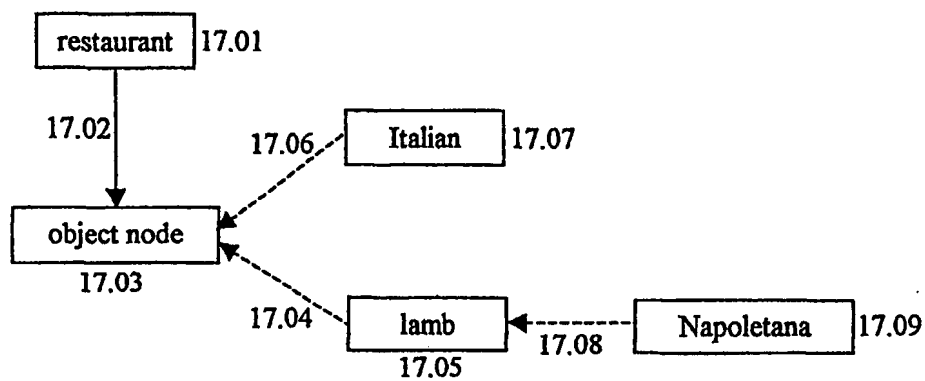 restaurant 17.01
17.02
17.06 Italian 17.07
object node
17.03
17.04 lamb Napoletana 17.09
17.08
17.05